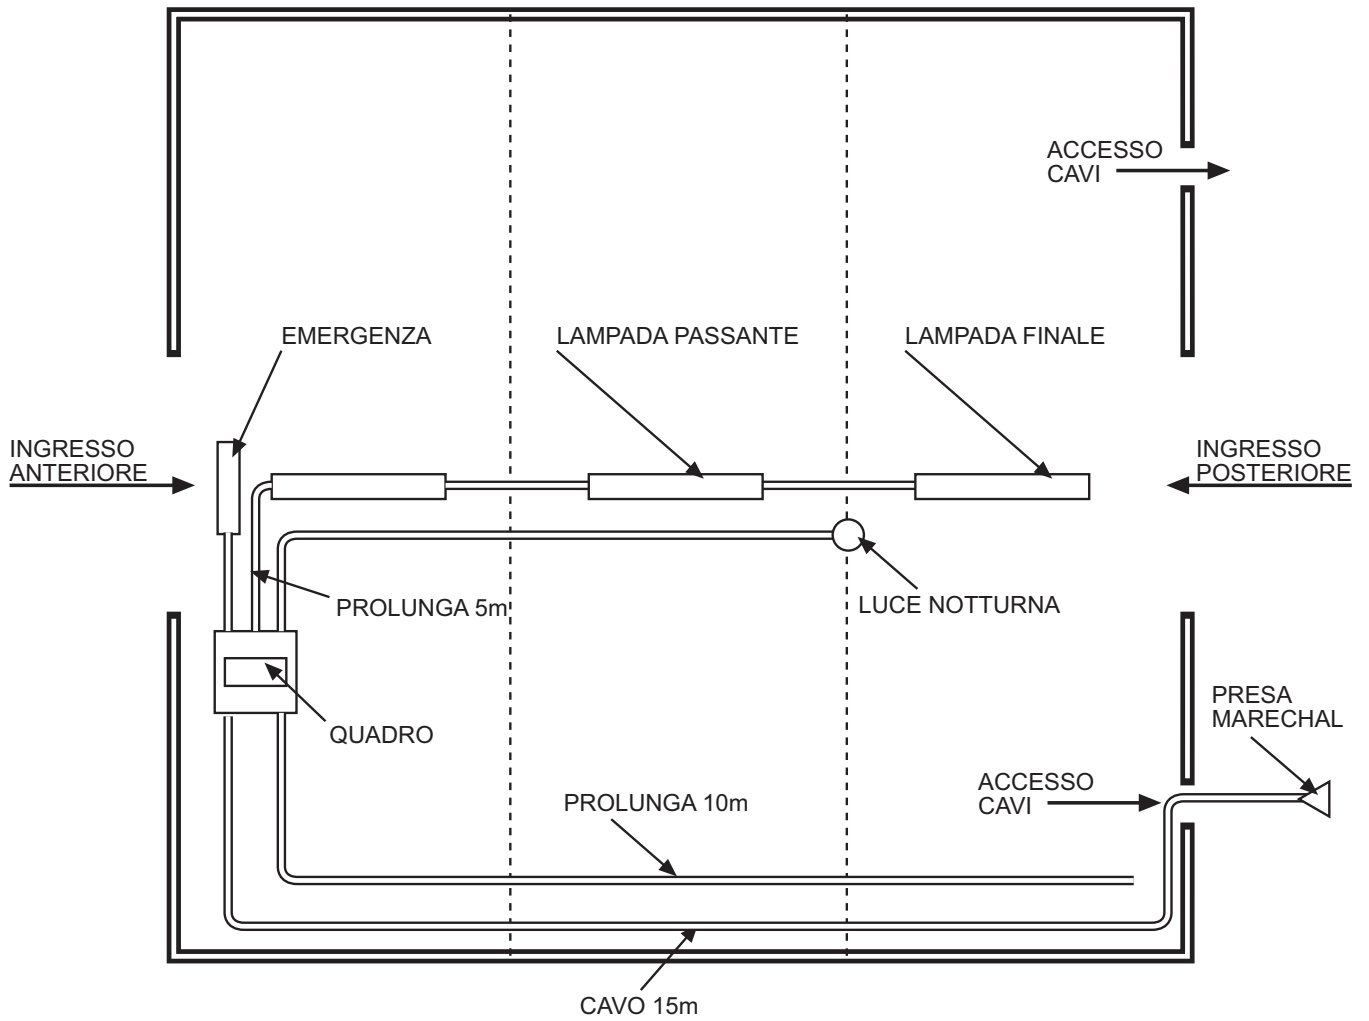 ACCESSO
CAVI
EMERGENZA
LAMPADA PASSANTE
LAMPADA FINALE
INGRESSO
ANTERIORE
INGRESSO
POSTERIORE
PROLUNGA 5m
LUCE NOTTURNA
QUADRO
PRESA
MARECHAL
ACCESSO
CAVI
PROLUNGA 10m
CAVO 15m